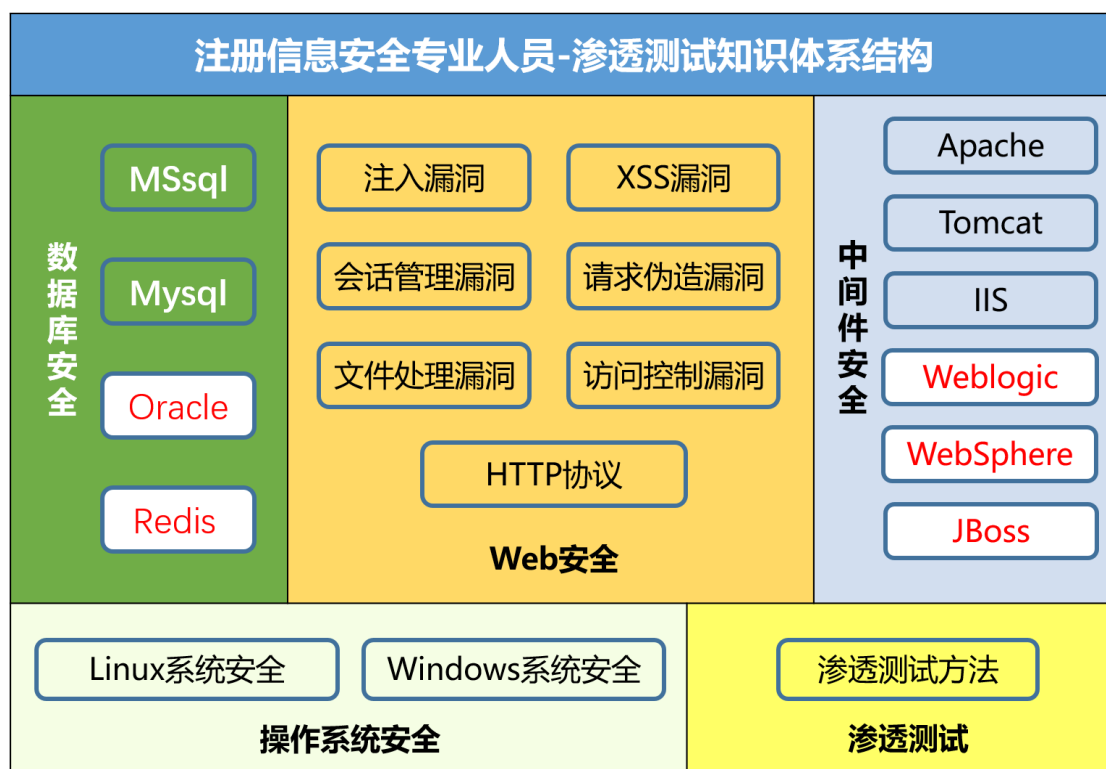 注册信息安全专业人员-渗透测试知识体系结构
数据库安全
MSsql
Mysql
Oracle
Redis
注入漏洞
XSS漏洞
会话管理漏洞
请求伪造漏洞
文件处理漏洞
访问控制漏洞
HTTP协议
Web安全
中间件安全
Apache
Tomcat
IIS
Weblogic
WebSphere
JBoss
Linux系统安全
Windows系统安全
操作系统安全
渗透测试方法
渗透测试